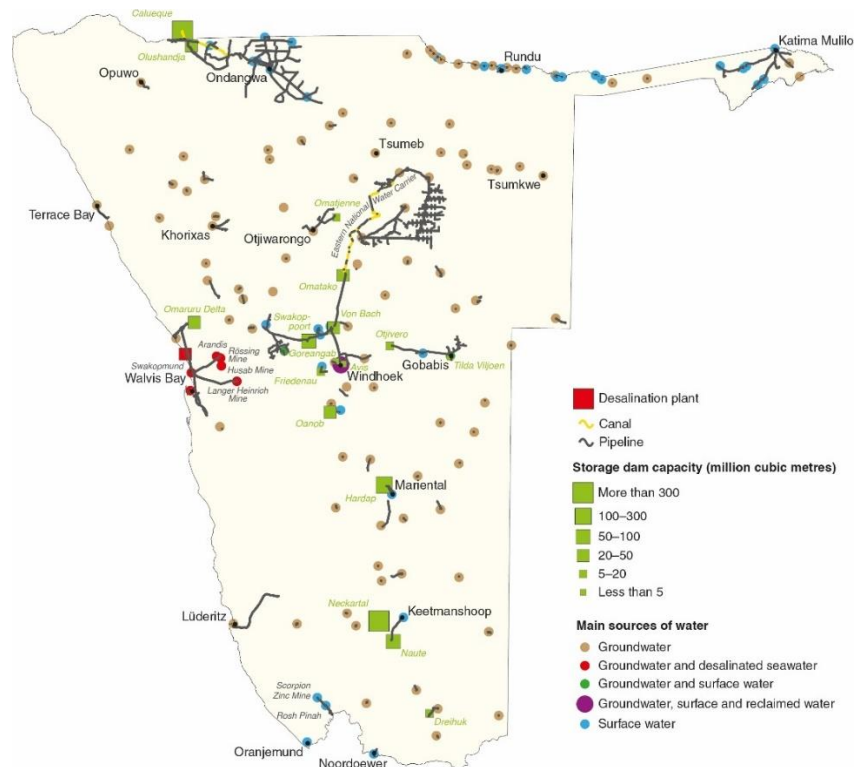 Calueque
Olushandja
Ondangwa
Opuwo
Rundu
Katima Mulilo
Tsumeb
Tsumkwe
Terrace Bay
Khorixas
Omatjenne
Otjiwarongo
Eastern National Water Carrier
Omatako
Omaruru Delta
Swakop-
poort
Von Bach
Otjivero
Arandis
Rössing
Mine
Goreangab
Avis
Swakopmund
Husab Mine
Walvis Bay
Langer Heinrich
Mine
Friedenau
Windhoek
Gobabis
Tilda Viljoen
Oanob
Mariental
Hardap
Neckartal
Keetmanshoop
Lüderitz
Naute
Scorpion
Zinc Mine
Rosh Pinah
Dreihuk
Oranjemund
Noordoewer
Desalination plant
Canal
Pipeline
Storage dam capacity (million cubic metres)
More than 300
100–300
50–100
20–50
5–20
Less than 5
Main sources of water
Groundwater
Groundwater and desalinated seawater
Groundwater and surface water
Groundwater, surface and reclaimed water
Surface water